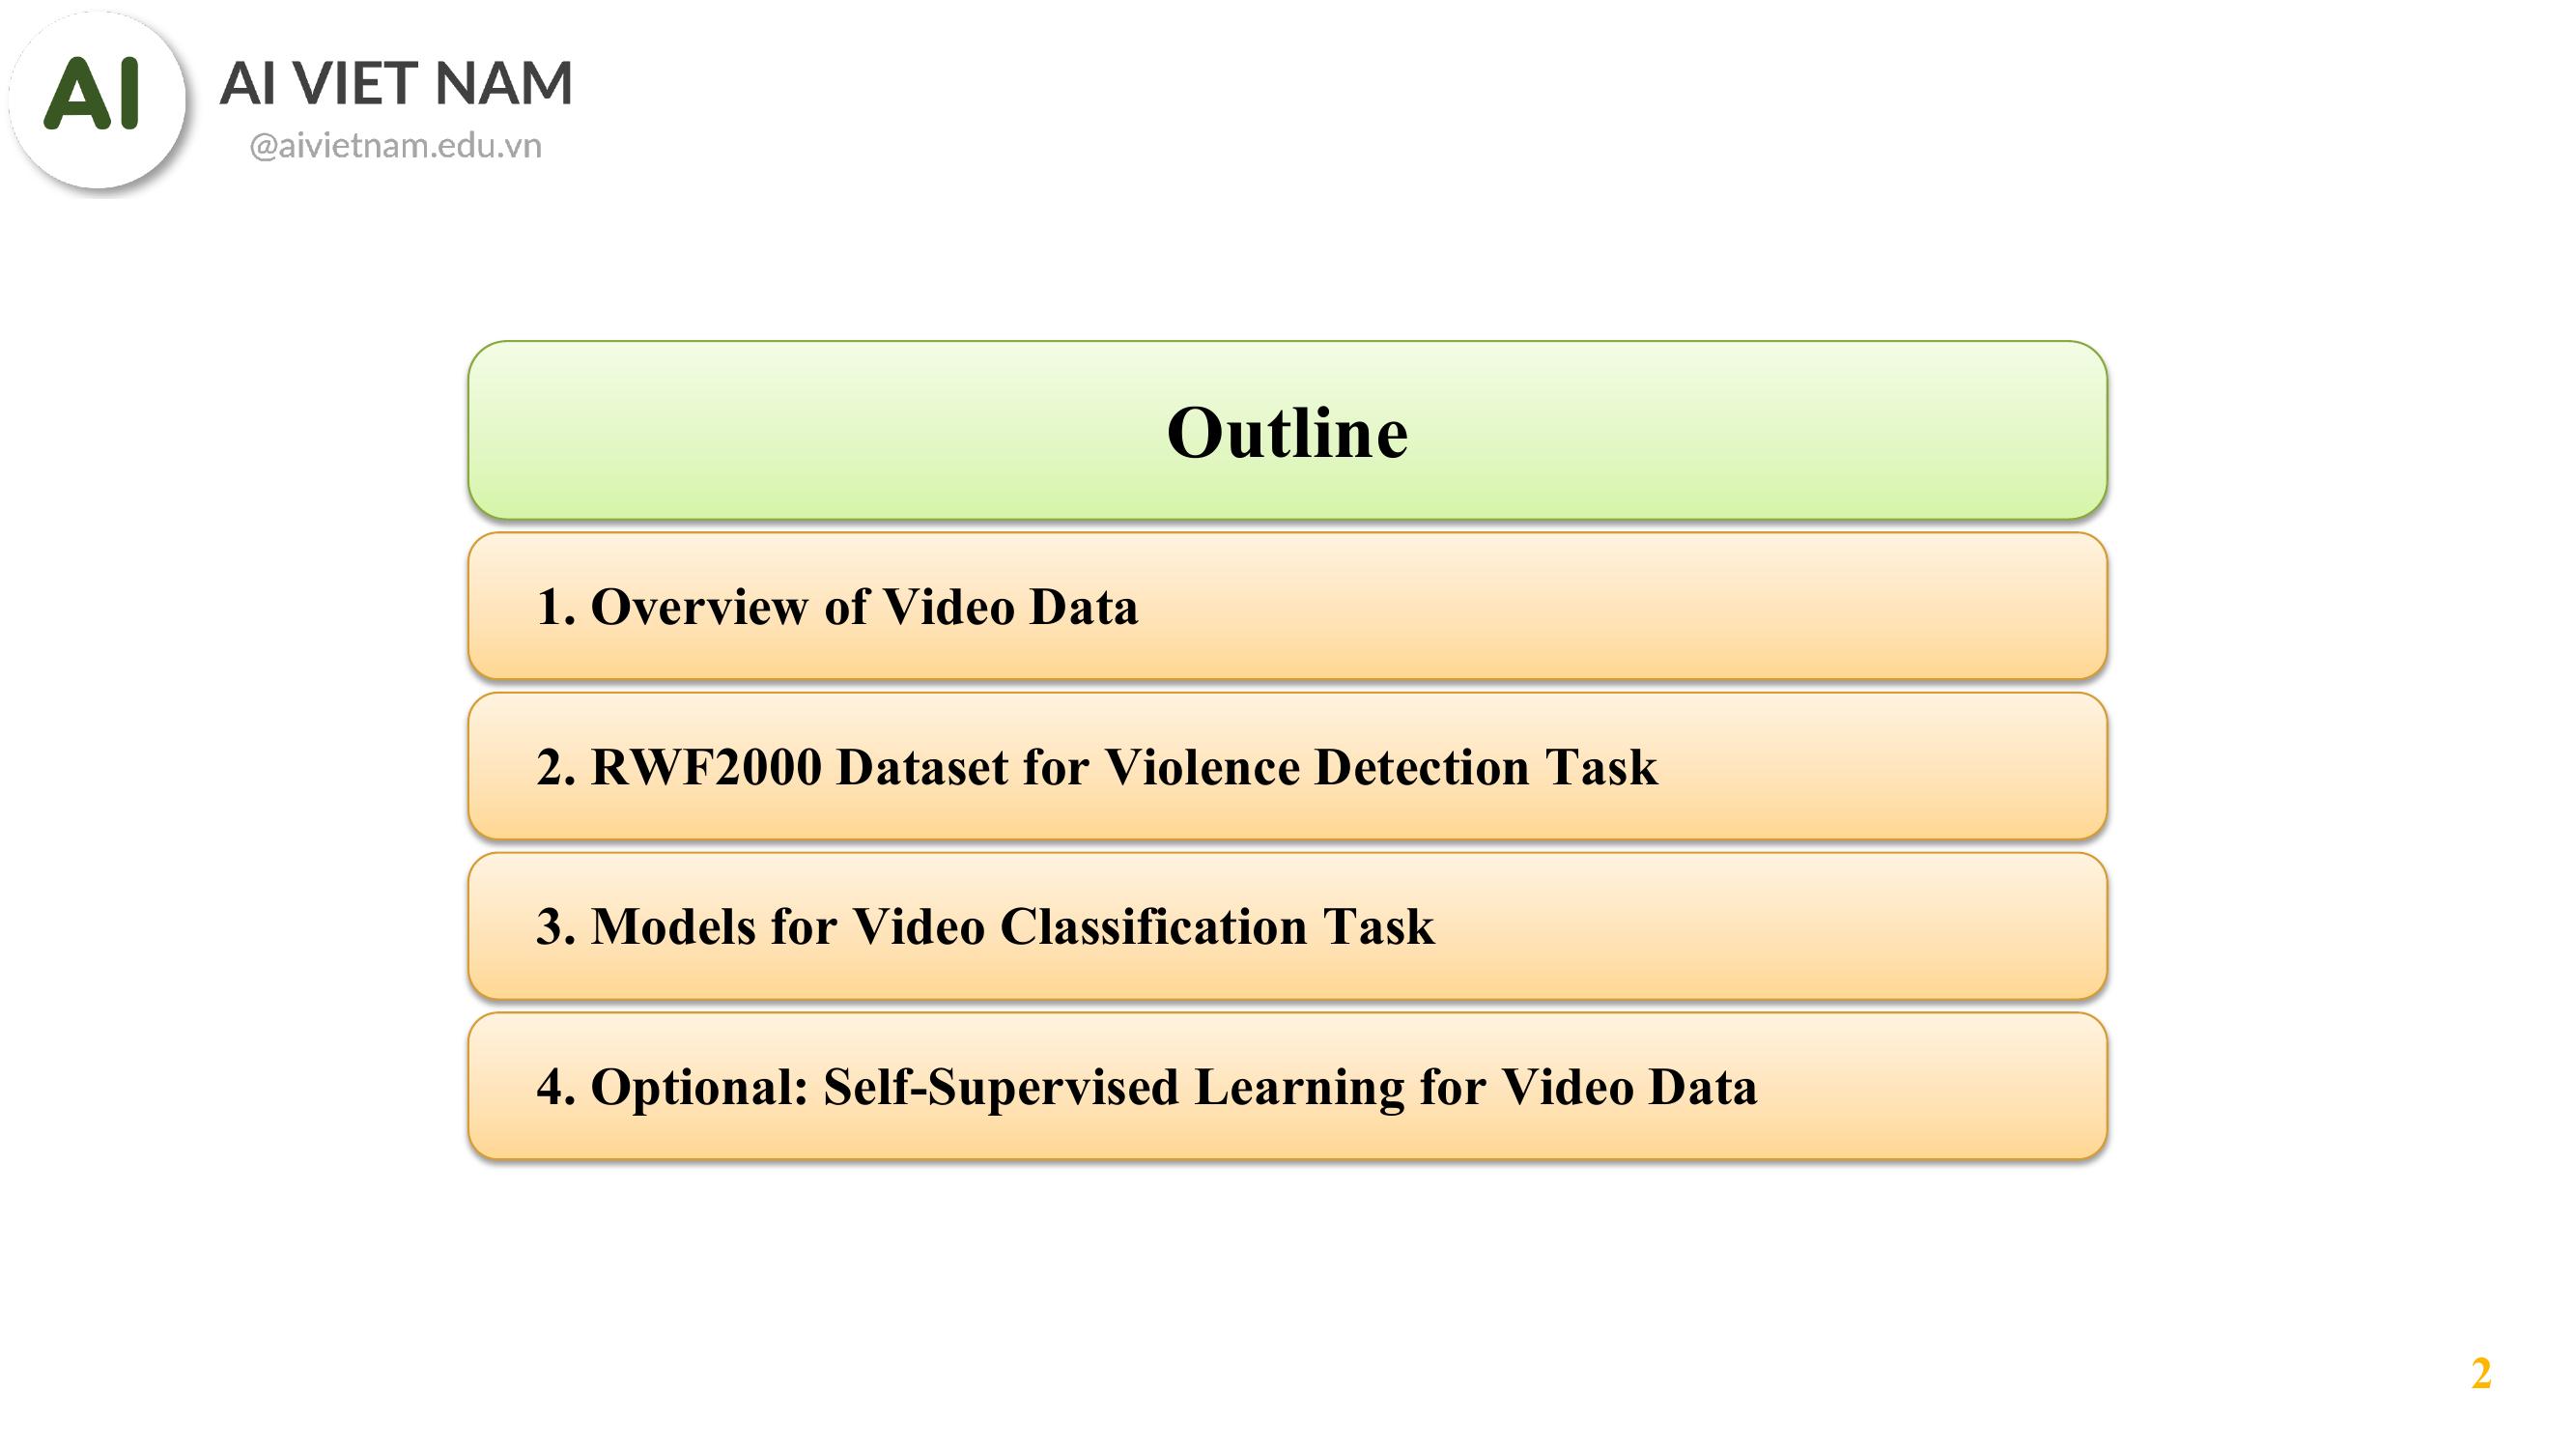 AI
AI VIET NAM
@aivietnam.edu.vn
Outline
1. Overview of Video Data
2. RWF2000 Dataset for Violence Detection Task
3. Models for Video Classification Task
4. Optional: Self-Supervised Learning for Video Data
2